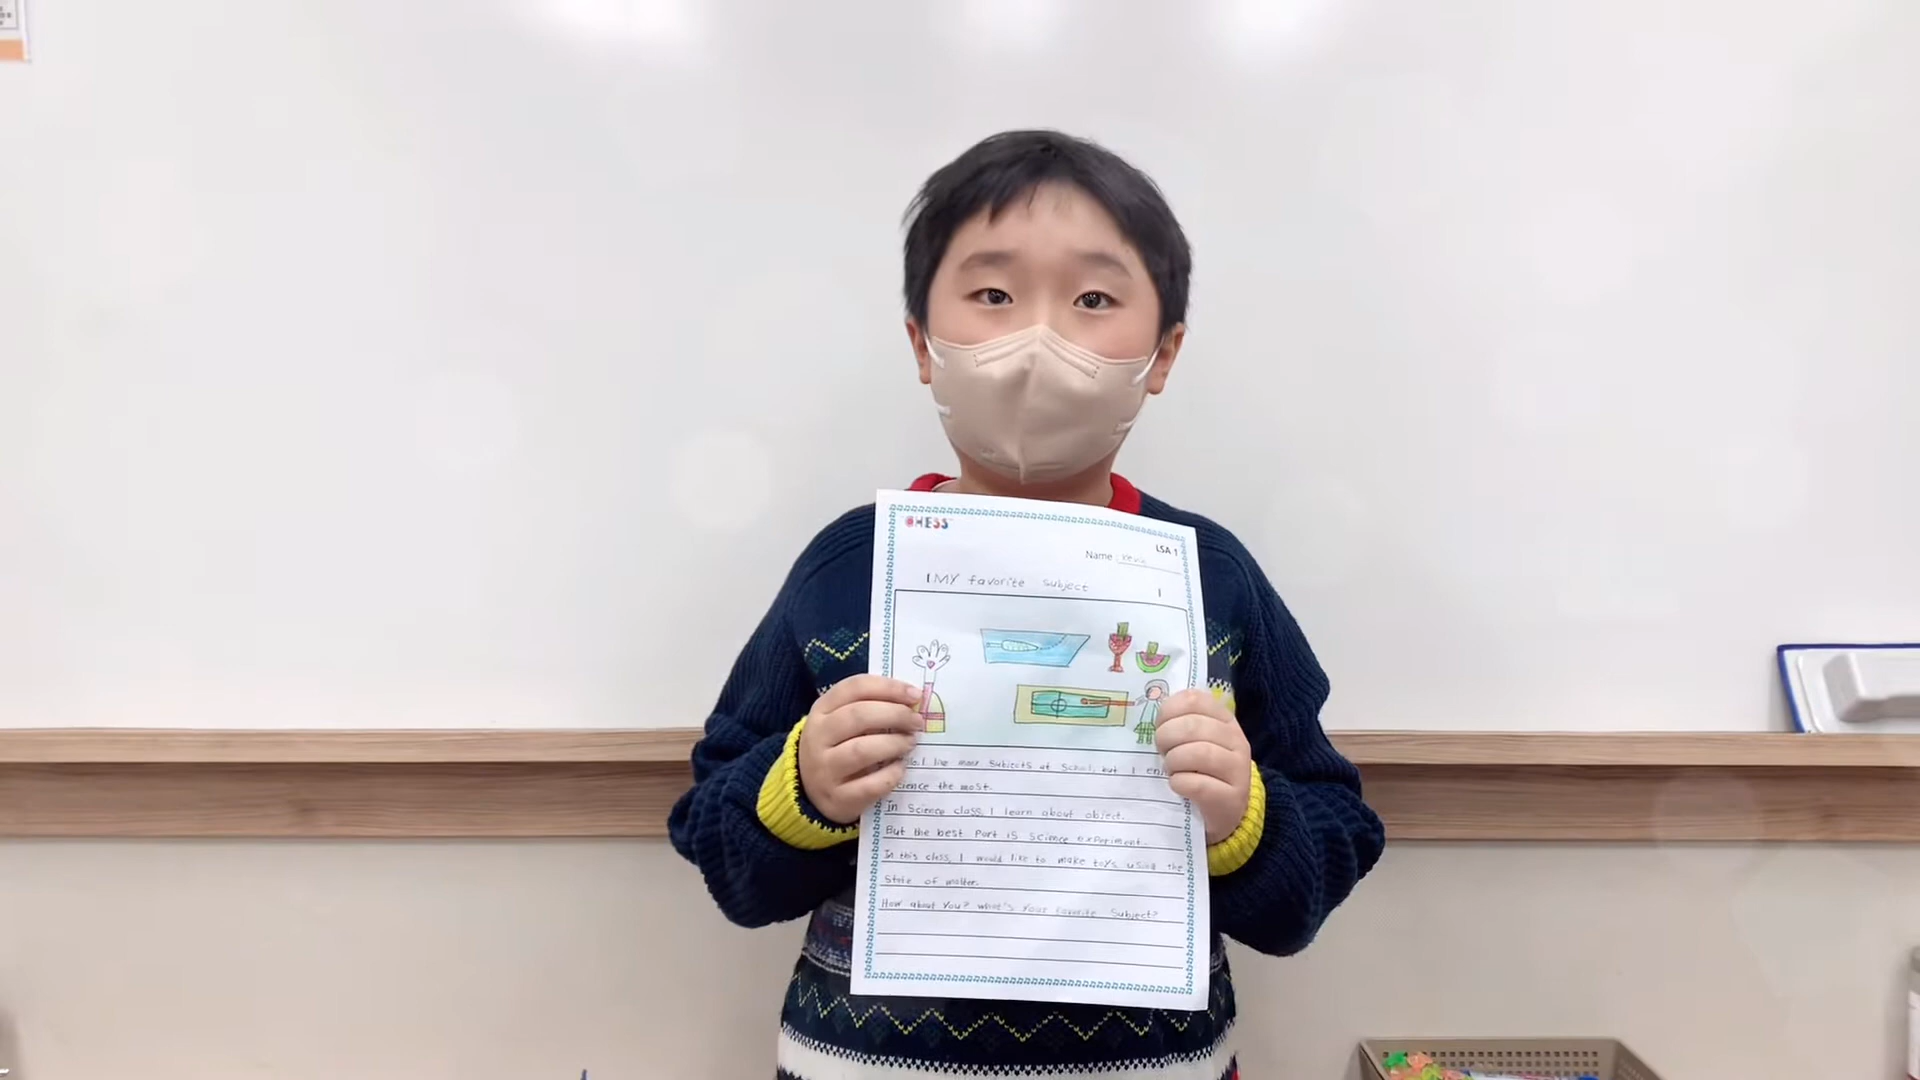 CHESS
LSA 1
Name : Kevin
[MY favorite subject ]
I like many Subjects at School, but I
science the most.
In Science class, I learn about object.
But the best Part is Science experiment.
In this class, I would like to make toys using the
State of matter.
How about You? what's Your favorite Subject?